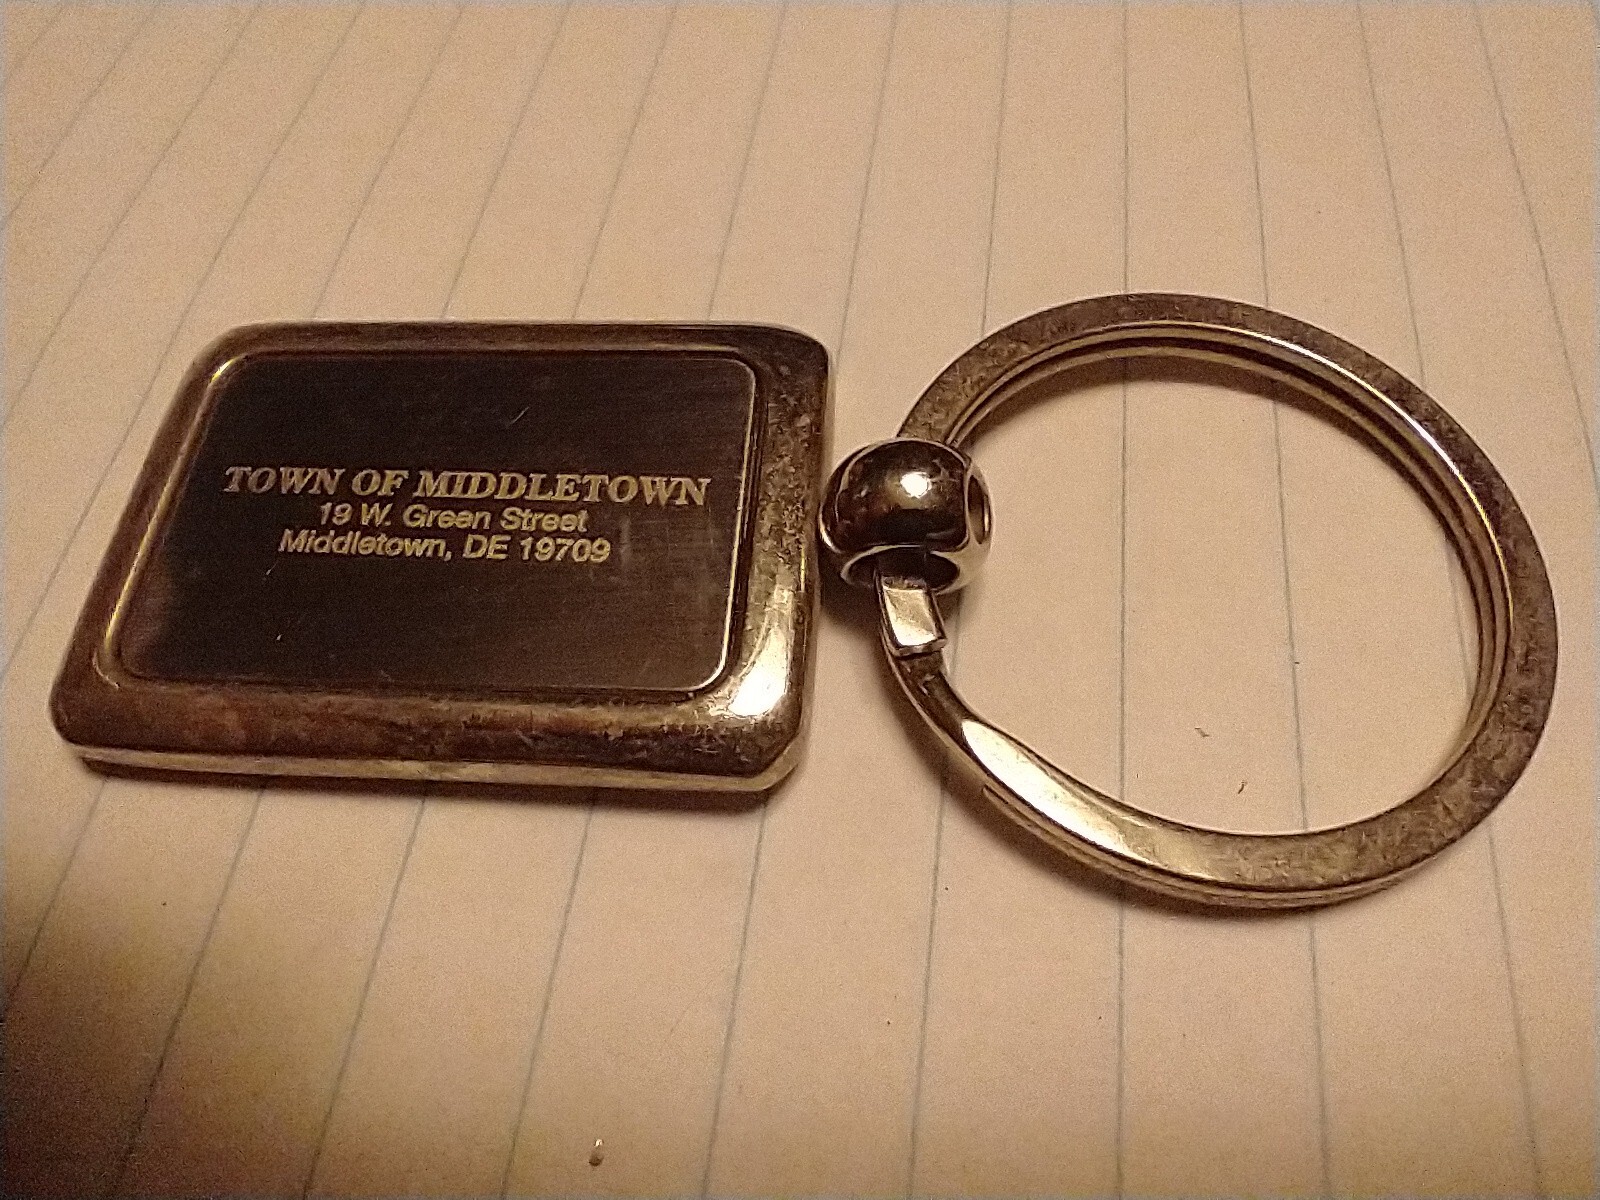 TOWN OF MIDDLETOWN
19 W. Green Street
Middletown, DE 19709